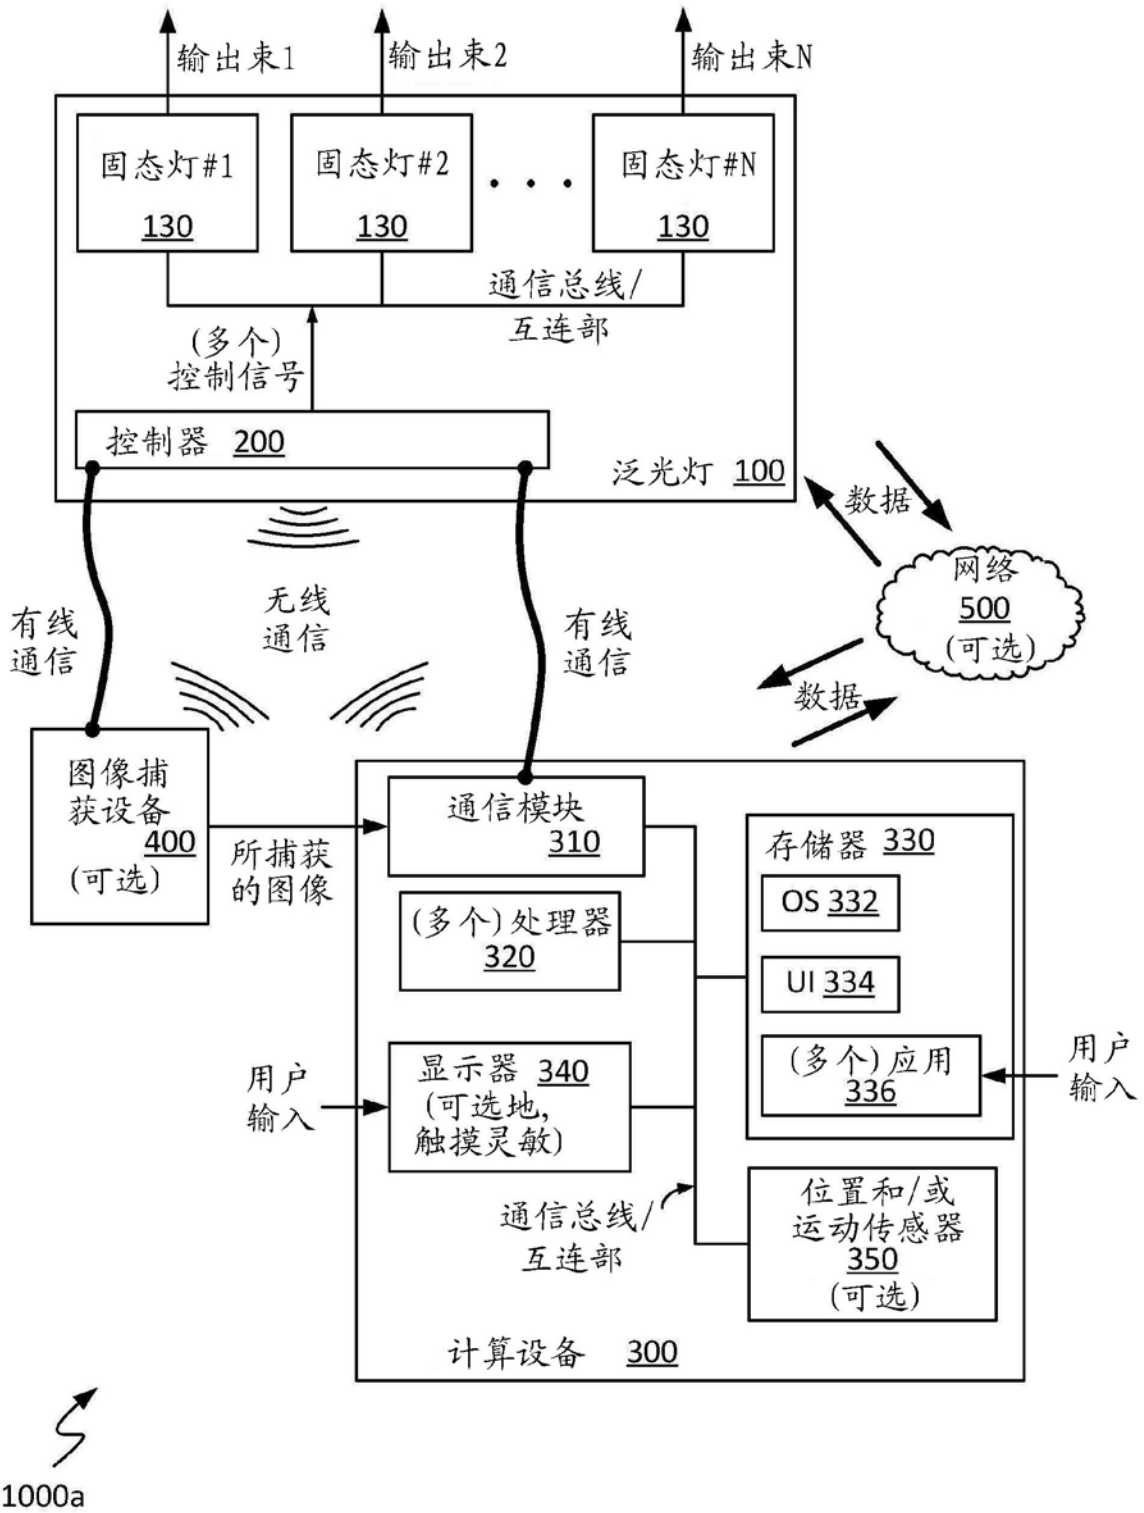 输出束1
输出束2
输出束N
固态灯#1
130
固态灯#2
130
. . .
固态灯#N
130
通信总线/
互连部
(多个)
控制信号
控制器 200
泛光灯 100
数据
网络
500
(可选)
数据
有线
通信
无线
通信
有线
通信
图像捕
获设备
400
(可选)
所捕获
的图像
通信模块
310
(多个)处理器
320
存储器 330
OS 332
UI 334
(多个)应用
336
用户
输入
用户
输入
显示器 340
(可选地,
触摸灵敏)
通信总线/
互连部
位置和/或
运动传感器
350
(可选)
计算设备 300
1000a